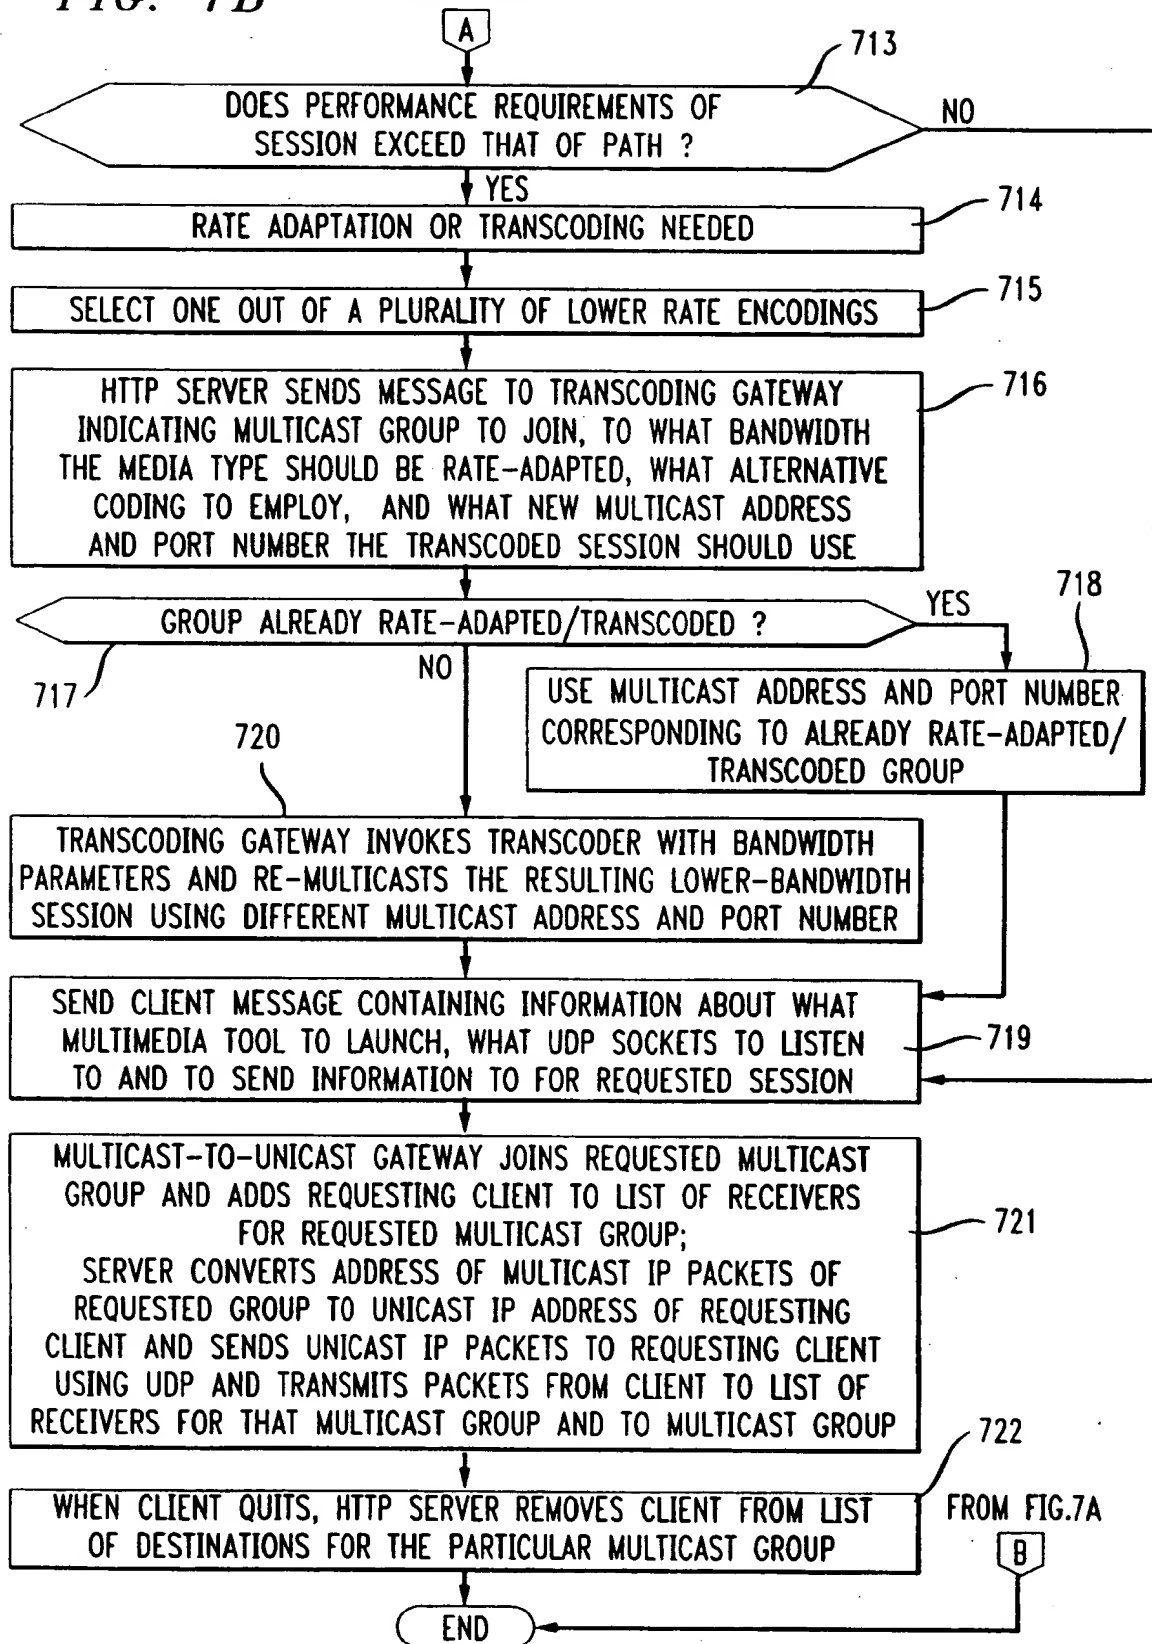 FIG. 7B
A
713
DOES PERFORMANCE REQUIREMENTS OF
SESSION EXCEED THAT OF PATH ?
NO
YES
714
RATE ADAPTATION OR TRANSCODING NEEDED
715
SELECT ONE OUT OF A PLURALITY OF LOWER RATE ENCODINGS
716
HTTP SERVER SENDS MESSAGE TO TRANSCODING GATEWAY
INDICATING MULTICAST GROUP TO JOIN, TO WHAT BANDWIDTH
THE MEDIA TYPE SHOULD BE RATE-ADAPTED, WHAT ALTERNATIVE
CODING TO EMPLOY, AND WHAT NEW MULTICAST ADDRESS
AND PORT NUMBER THE TRANSCODED SESSION SHOULD USE
GROUP ALREADY RATE-ADAPTED/TRANSCODED ?
YES
718
NO
717
USE MULTICAST ADDRESS AND PORT NUMBER
CORRESPONDING TO ALREADY RATE-ADAPTED/
TRANSCODED GROUP
720
TRANSCODING GATEWAY INVOKES TRANSCODER WITH BANDWIDTH
PARAMETERS AND RE-MULTICASTS THE RESULTING LOWER-BANDWIDTH
SESSION USING DIFFERENT MULTICAST ADDRESS AND PORT NUMBER
SEND CLIENT MESSAGE CONTAINING INFORMATION ABOUT WHAT
MULTIMEDIA TOOL TO LAUNCH, WHAT UDP SOCKETS TO LISTEN
TO AND TO SEND INFORMATION TO FOR REQUESTED SESSION
719
MULTICAST-TO-UNICAST GATEWAY JOINS REQUESTED MULTICAST
GROUP AND ADDS REQUESTING CLIENT TO LIST OF RECEIVERS
FOR REQUESTED MULTICAST GROUP;
SERVER CONVERTS ADDRESS OF MULTICAST IP PACKETS OF
REQUESTED GROUP TO UNICAST IP ADDRESS OF REQUESTING
CLIENT AND SENDS UNICAST IP PACKETS TO REQUESTING CLIENT
USING UDP AND TRANSMITS PACKETS FROM CLIENT TO LIST OF
RECEIVERS FOR THAT MULTICAST GROUP AND TO MULTICAST GROUP
721
722
WHEN CLIENT QUITS, HTTP SERVER REMOVES CLIENT FROM LIST
OF DESTINATIONS FOR THE PARTICULAR MULTICAST GROUP
FROM FIG.7A
B
END